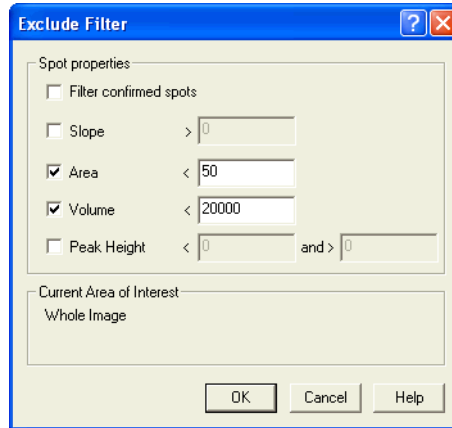 Exclude Filter
Spot properties
Filter confirmed spots
Slope > 0
Area < 50
Volume < 20000
Peak Height < 0 and > 0
Current Area of Interest
Whole Image
OK Cancel Help